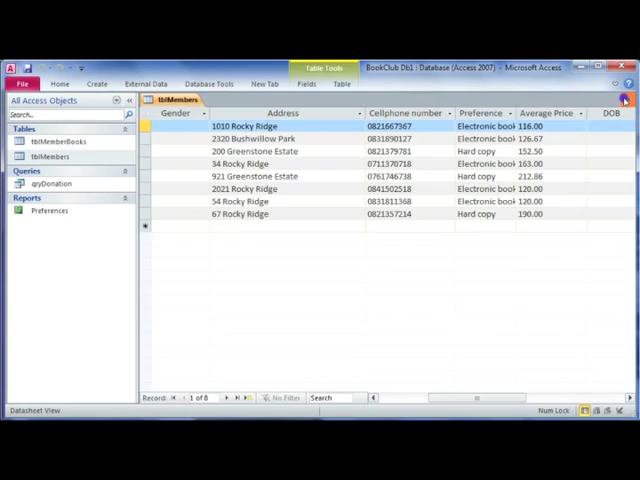 Table Tools
BookClub Db1 : Database (Access 2007) - Microsoft Access
File Home Create External Data Database Tools New Tab Fields Table
All Access Objects
tblMembers
Search...
Tables
tblMemberBooks
tblMembers
Queries
qryDonation
Reports
Preferences
Gender Address Cellphone number Preference Average Price DOB
1010 Rocky Ridge 0821667367 Electronic book 116.00
2320 Bushwillow Park 0831890127 Electronic book 126.67
200 Greenstone Estate 0821379781 Hard copy 152.50
34 Rocky Ridge 0711370718 Electronic book 163.00
921 Greenstone Estate 0761746738 Hard copy 212.86
2021 Rocky Ridge 0841502518 Electronic book 120.00
54 Rocky Ridge 0831811368 Electronic book 120.00
67 Rocky Ridge 0821357214 Hard copy 190.00
Record: 1 of 8 No Filter Search
Datasheet View
Num Lock